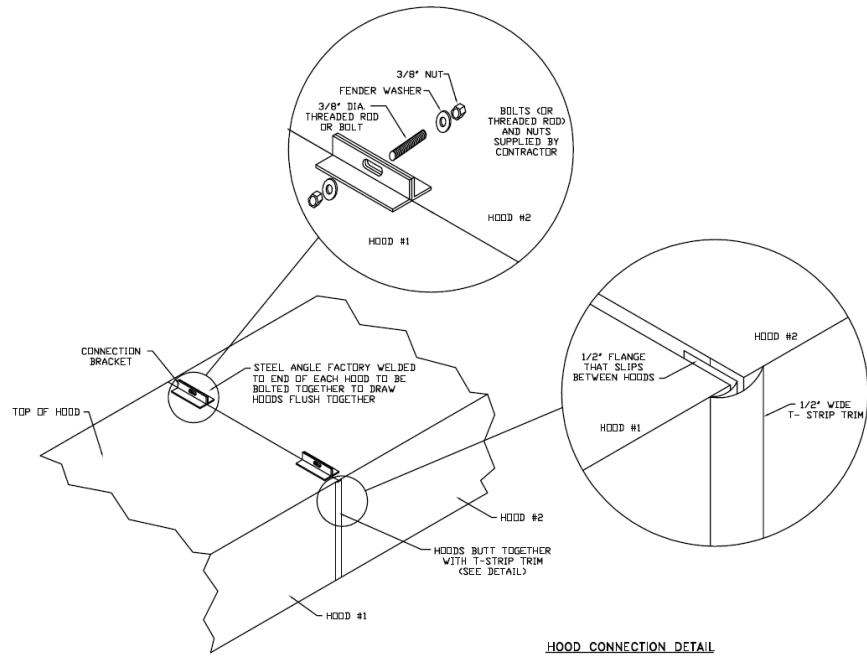 3/8" NUT
FENDER WASHER
3/8" DIA.
THREADED ROD
OR BOLT
BOLTS (OR
THREADED ROD)
AND NUTS
SUPPLIED BY
CONTRACTOR
HOOD #2
HOOD #1
CONNECTION
BRACKET
STEEL ANGLE FACTORY WELDED
TO END OF EACH HOOD TO BE
BOLTED TOGETHER TO DRAW
HOODS FLUSH TOGETHER
TOP OF HOOD
HOOD #2
1/2" FLANGE
THAT SLIPS
BETWEEN HOODS
HOOD #1
1/2" WIDE
T- STRIP TRIM
HOOD #2
HOODS BUTT TOGETHER
WITH T-STRIP TRIM
(SEE DETAIL)
HOOD #1
HOOD CONNECTION DETAIL